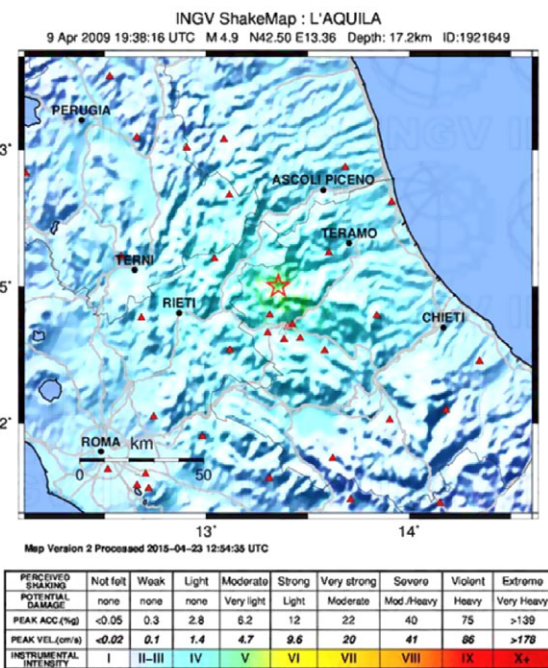 INGV ShakeMap : L'AQUILA
9 Apr 2009 19:38:16 UTC M 4.9 N42.50 E13.36 Depth: 17.2km ID:1921649
PERUGIA
INGV
3°
ASCOLI PICENO
TERAMO
TERNI
5°
RIETI
CHIETI
2°
ROMA
km
0 50
13° 14°
Map Version 2 Processed 2015-04-23 12:54:35 UTC
PERCEIVED SHAKING Not felt Weak Light Moderate Strong Very strong Severe Violent Extreme
POTENTIAL DAMAGE none none none Very light Light Moderate Mod./Heavy Heavy Very Heavy
PEAK ACC.(%g) <0.05 0.3 2.8 6.2 12 22 40 75 >139
PEAK VEL.(cm/s) <0.02 0.1 1.4 4.7 9.6 20 41 86 >178
INSTRUMENTAL INTENSITY I II-III IV V VI VII VIII IX X+